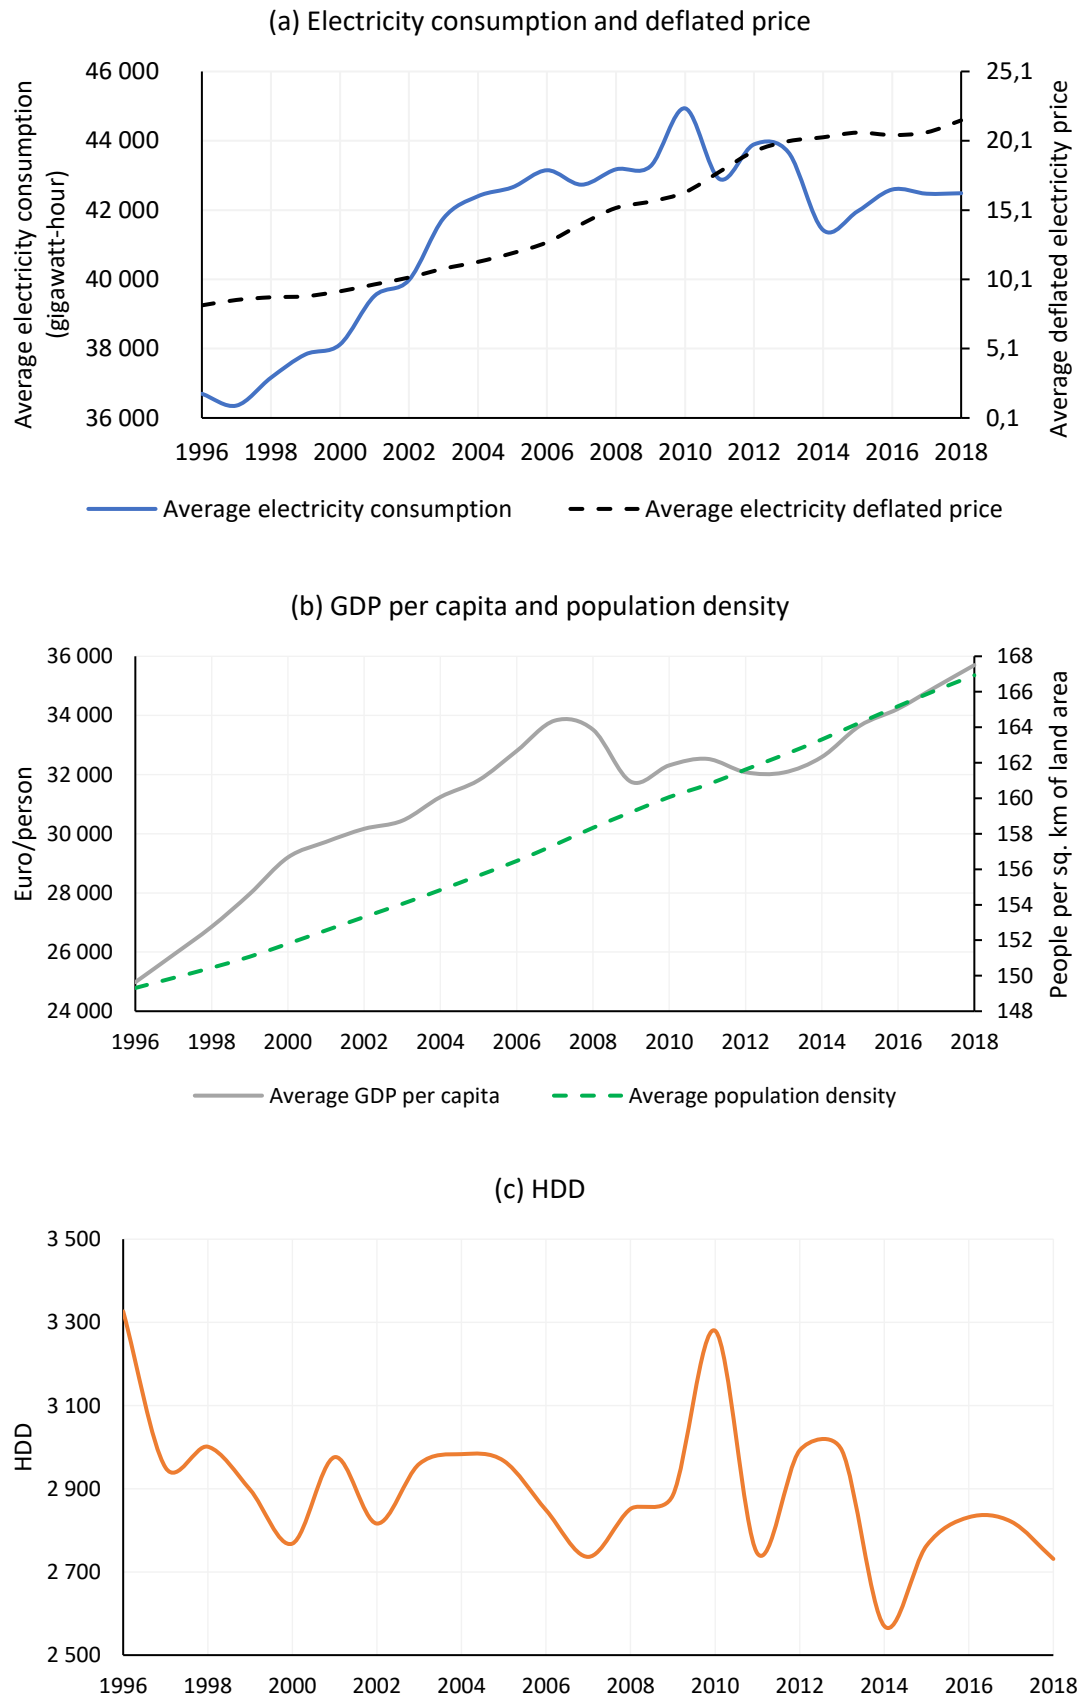 (a) Electricity consumption and deflated price
Average electricity consumption
(gigawatt-hour)
46 000
44 000
42 000
40 000
38 000
36 000
25,1
20,1
15,1
10,1
5,1
0,1
Average deflated electricity price
1996 1998 2000 2002 2004 2006 2008 2010 2012 2014 2016 2018
Average electricity consumption
Average electricity deflated price
(b) GDP per capita and population density
Euro/person
36 000
34 000
32 000
30 000
28 000
26 000
24 000
168
166
164
162
160
158
156
154
152
150
148
People per sq. km of land area
1996 1998 2000 2002 2004 2006 2008 2010 2012 2014 2016 2018
Average GDP per capita
Average population density
(c) HDD
HDD
3 500
3 300
3 100
2 900
2 700
2 500
1996 1998 2000 2002 2004 2006 2008 2010 2012 2014 2016 2018